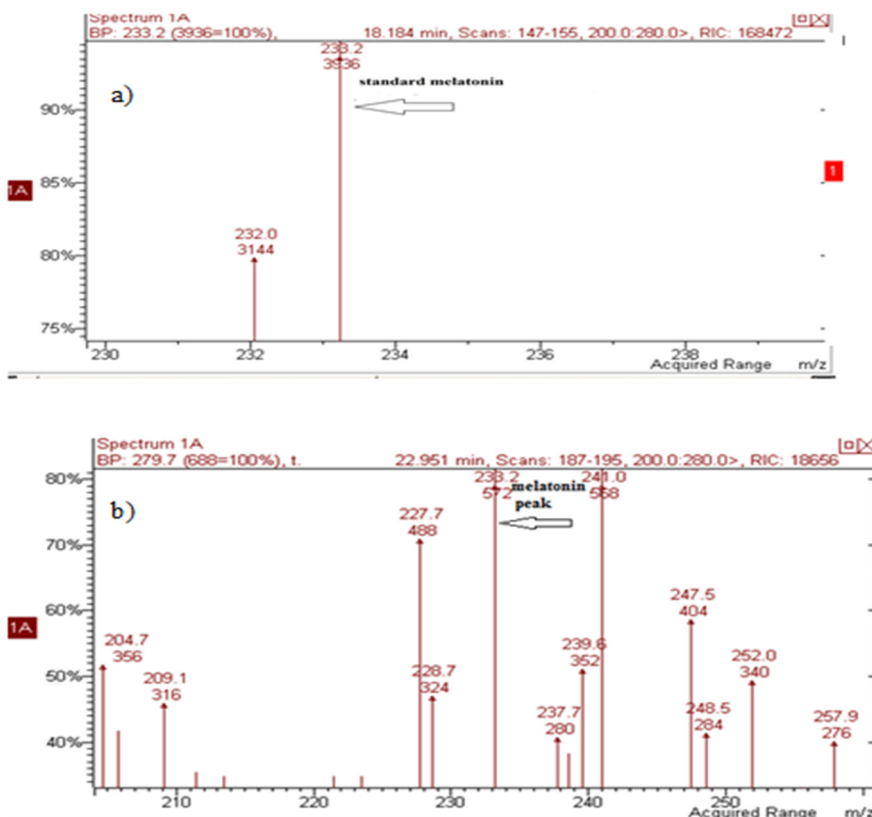 Spectrum 1A
BP: 233.2 (3936=100%), 18.184 min, Scans: 147-155, 200.0:280.0>, RIC: 168472
233.2
3936
a)
standard melatonin
90%
85%
1A
1
232.0
3144
80%
75%
230 232 234 236 238
Acquired Range m/z
Spectrum 1A
BP: 279.7 (688=100%), t. 22.951 min, Scans: 187-195, 200.0:280.0>, RIC: 18656
80%
233.2
572
melatonin
peak
241.0
568
b)
227.7
488
70%
1A
60%
247.5
404
204.7
356
239.6
352
252.0
340
50%
209.1
316
228.7
324
237.7
280
248.5
284
257.9
276
40%
210 220 230 240 250
Acquired Range m/z